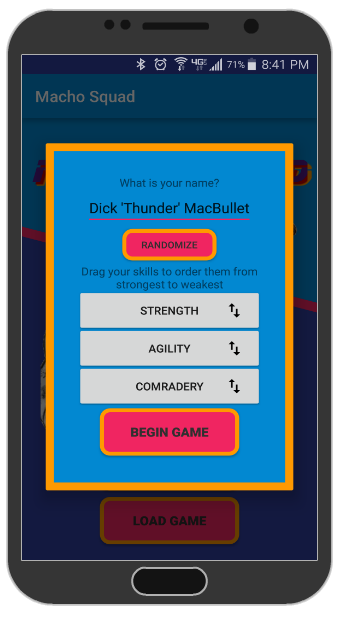 4G 71% 8:41 PM
Macho Squad
What is your name?
Dick 'Thunder' MacBullet
RANDOMIZE
Drag your skills to order them from
strongest to weakest
STRENGTH
AGILITY
COMRADERY
BEGIN GAME
LOAD GAME